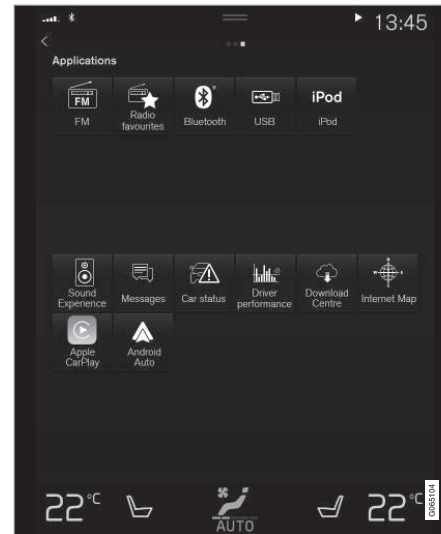 13:45
Applications
FM
FM
Radio
favourites
Bluetooth
USB
iPod
iPod
Sound
Experience
Messages
Car status
Driver
performance
Download
Centre
Internet Map
Apple
CarPlay
Android
Auto
22°C
AUTO
22°C
G065104